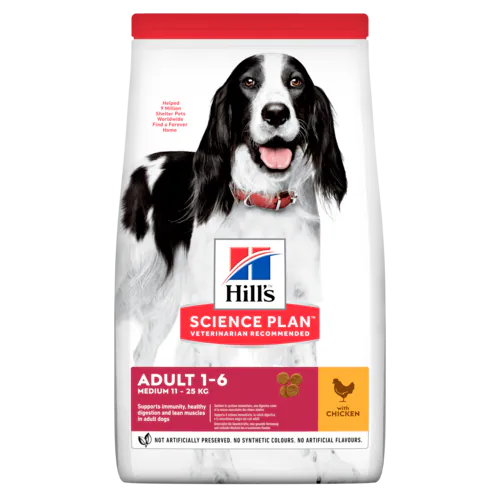 Helped
9 Million
Shelter Pets
Worldwide
Find a Forever
Home
Hill's
SCIENCE PLAN™
VETERINARIAN RECOMMENDED
ADULT 1-6
MEDIUM 11 - 25 KG
Supports immunity, healthy
digestion and lean muscles
in adult dogs
with
CHICKEN
NOT ARTIFICIALLY PRESERVED. NO SYNTHETIC COLOURS. NO ARTIFICIAL FLAVOURS.